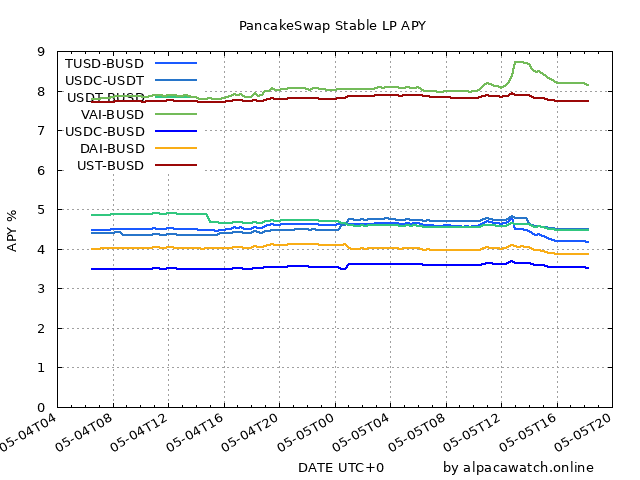 PancakeSwap Stable LP APY
TUSD-BUSD
USDC-USDT
USDT-BUSD
VAI-BUSD
USDC-BUSD
DAI-BUSD
UST-BUSD
APY %
9
8
7
6
5
4
3
2
1
0
05-04T04
05-04T08
05-04T12
05-04T16
05-04T20
05-05T00
05-05T04
05-05T08
05-05T12
05-05T16
05-05T20
DATE UTC+0
by alpacawatch.online